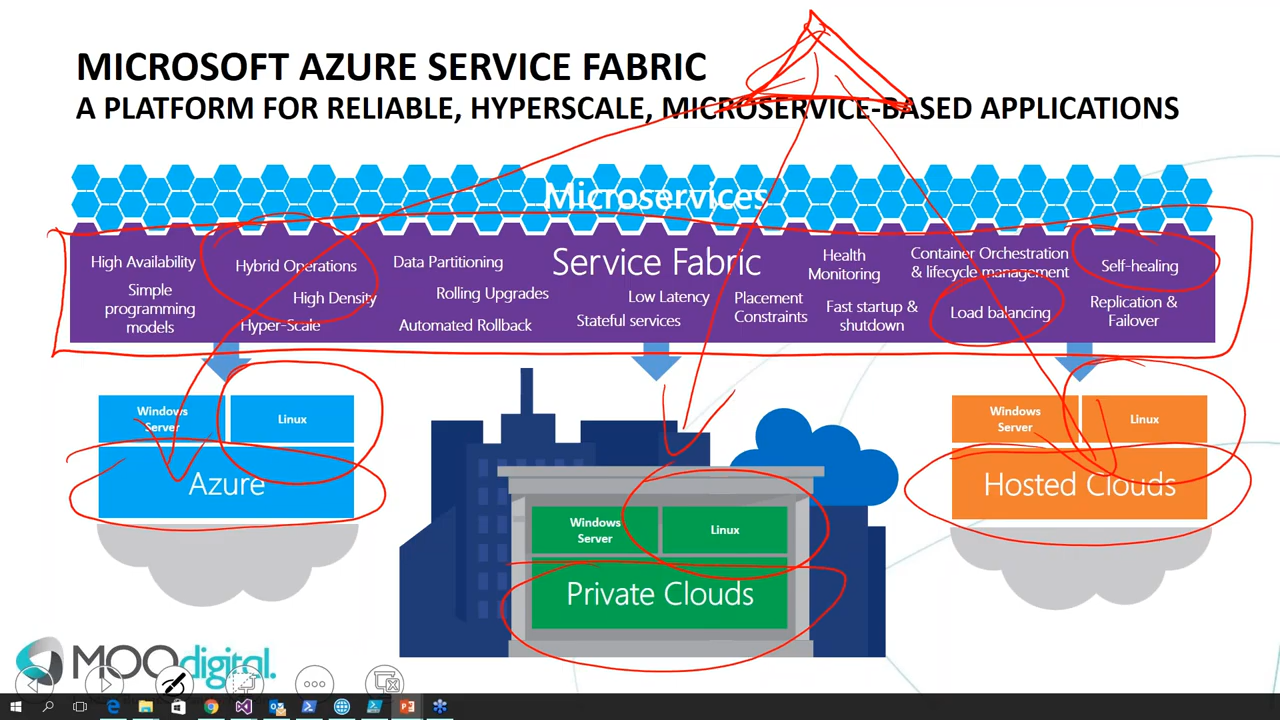 MICROSOFT AZURE SERVICE FABRIC
A PLATFORM FOR RELIABLE, HYPERSCALE, MICROSERVICE-BASED APPLICATIONS
Microservices
Service Fabric
High Availability
Simple
programming
models
Hybrid Operations
High Density
Hyper-Scale
Data Partitioning
Rolling Upgrades
Automated Rollback
Low Latency
Stateful services
Placement
Constraints
Health
Monitoring
Fast startup &
shutdown
Container Orchestration
& lifecycle management
Load balancing
Self-healing
Replication &
Failover
Windows
Server
Linux
Azure
Windows
Server
Linux
Private Clouds
Windows
Server
Linux
Hosted Clouds
MOQdigital.